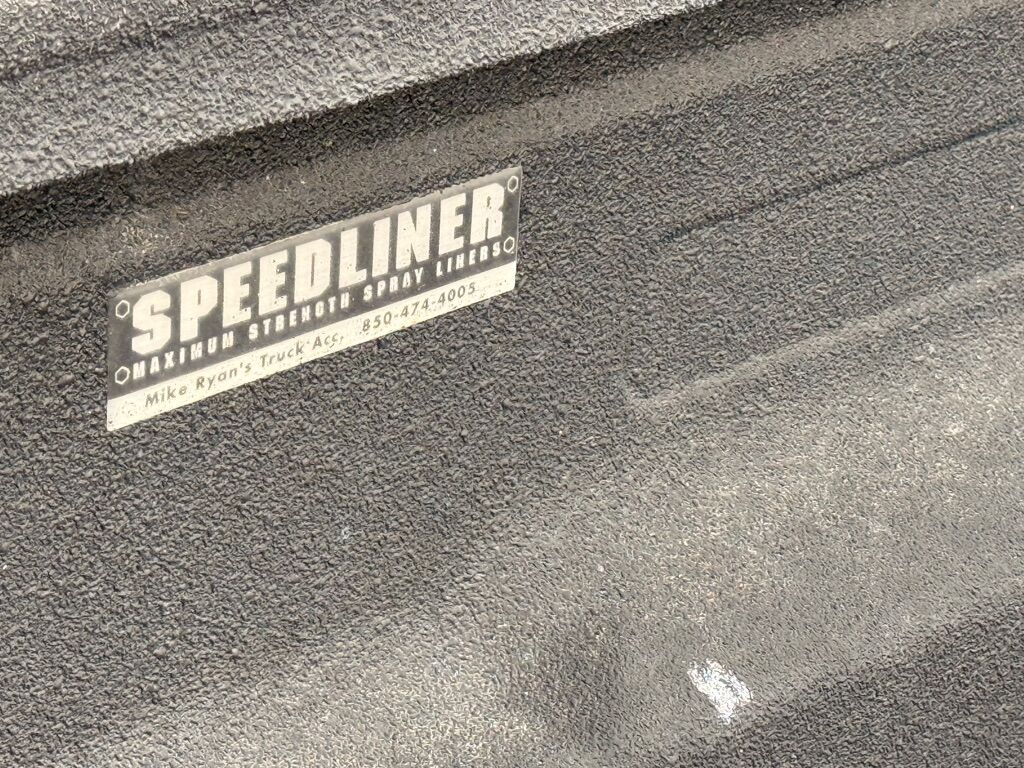 SPEEDLINER
MAXIMUM STRENGTH SPRAY LINERS
Mike Ryan's Truck Acc. 850-474-4005